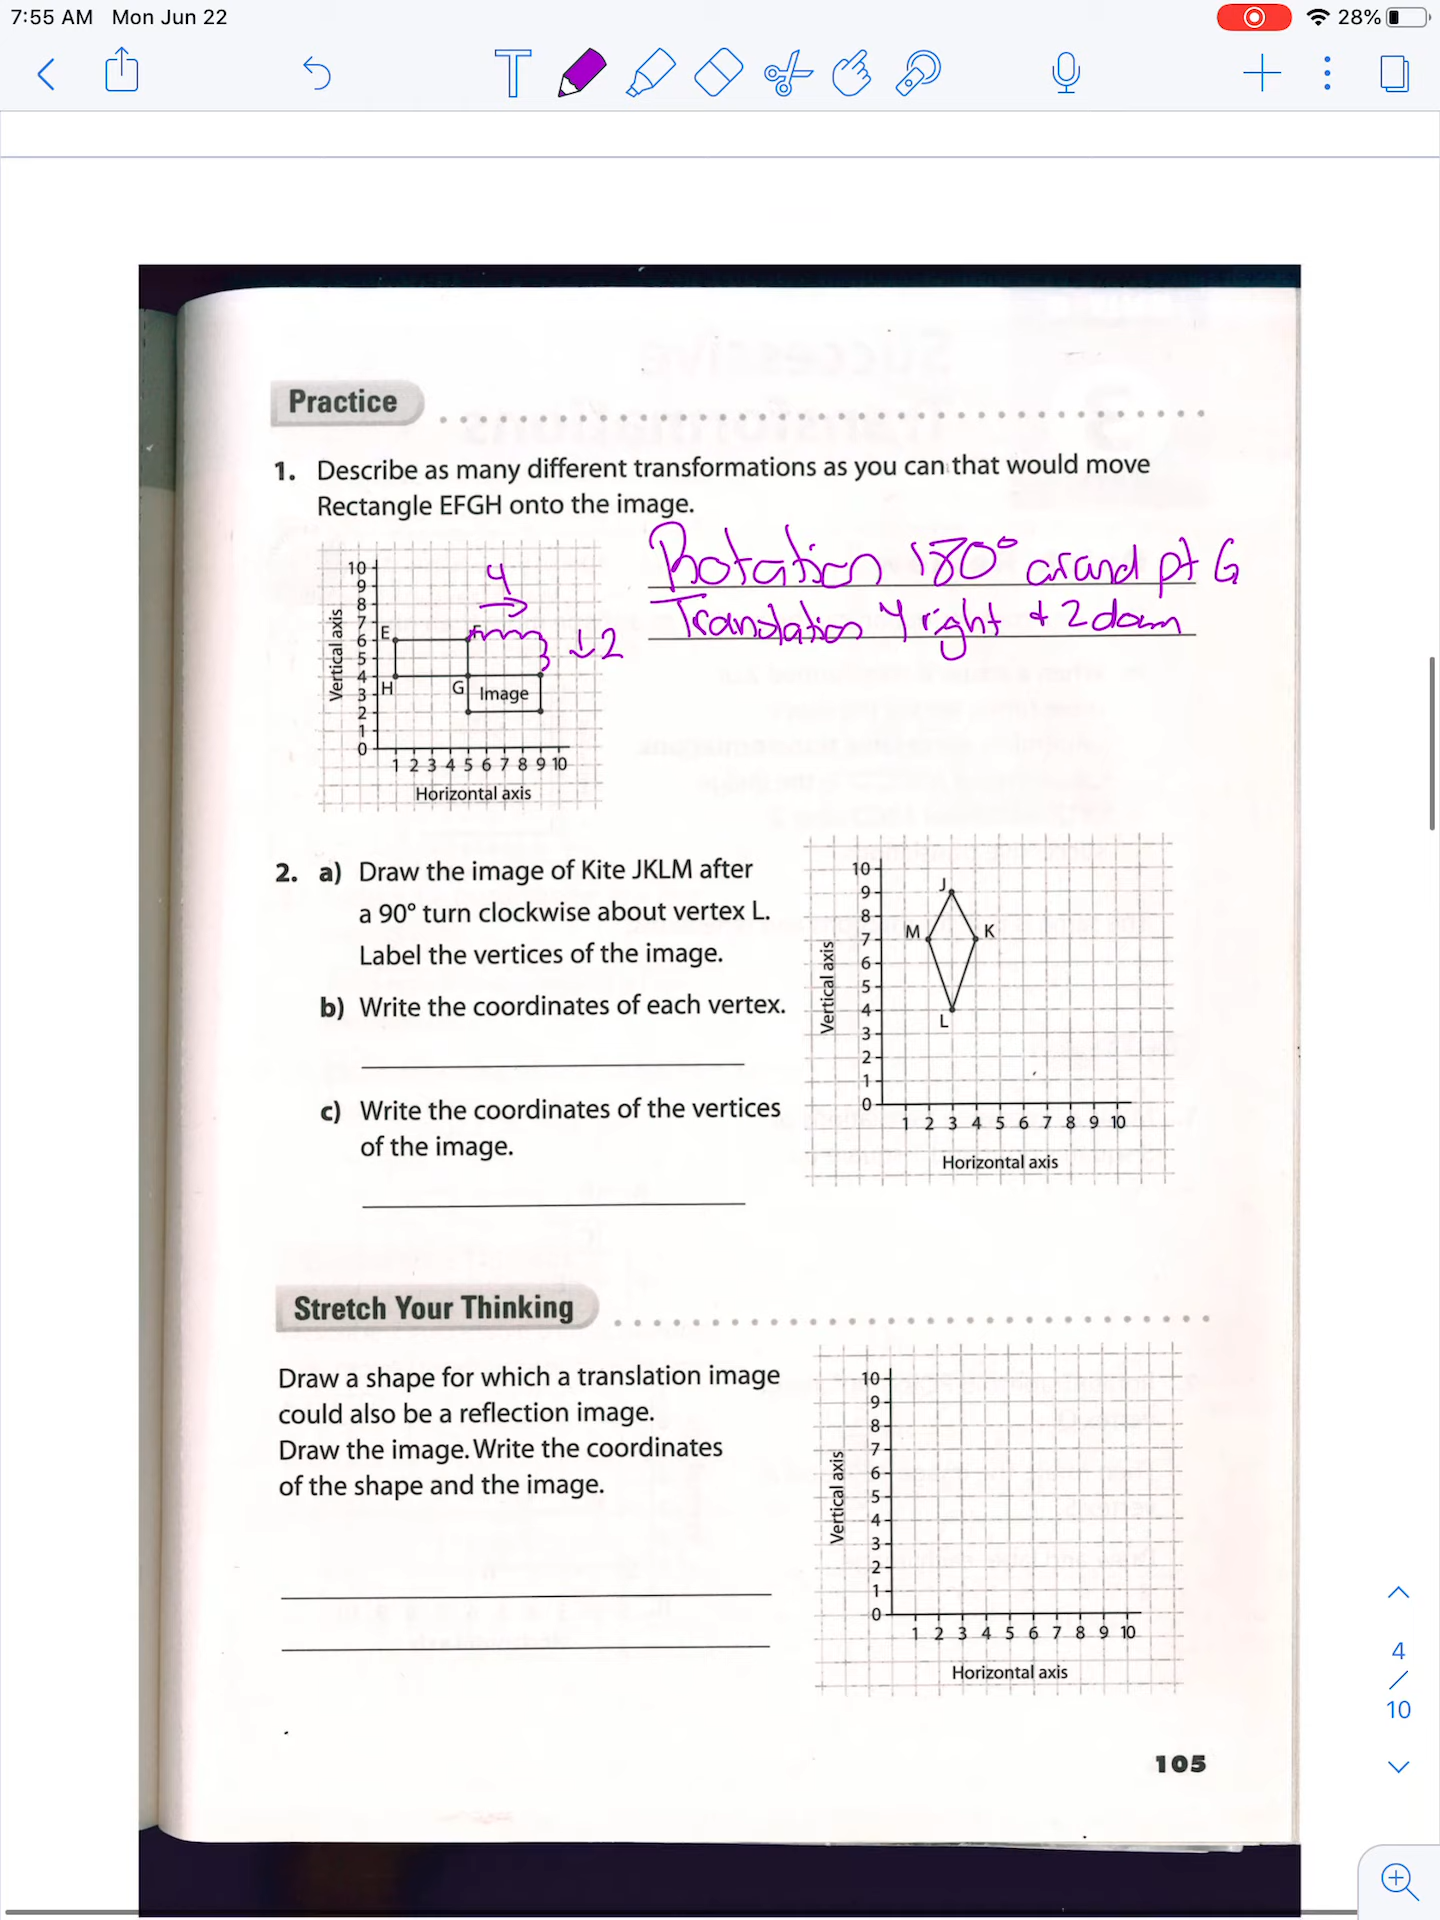 7:55 AM Mon Jun 22
28%
T
Practice
1. Describe as many different transformations as you can that would move
Rectangle EFGH onto the image.
Rotation 180° around pt G
Translation 4 right + 2 down
4
↓2
Vertical axis
10
9
8
7
6
5
4
3
2
1
0
E
F
H
G
Image
1 2 3 4 5 6 7 8 9 10
Horizontal axis
2. a) Draw the image of Kite JKLM after
a 90° turn clockwise about vertex L.
Label the vertices of the image.
b) Write the coordinates of each vertex.
c) Write the coordinates of the vertices
of the image.
Vertical axis
10
9
8
7
6
5
4
3
2
1
0
J
M
K
L
1 2 3 4 5 6 7 8 9 10
Horizontal axis
Stretch Your Thinking
Draw a shape for which a translation image
could also be a reflection image.
Draw the image. Write the coordinates
of the shape and the image.
Vertical axis
10
9
8
7
6
5
4
3
2
1
0
1 2 3 4 5 6 7 8 9 10
Horizontal axis
105
4
/
10